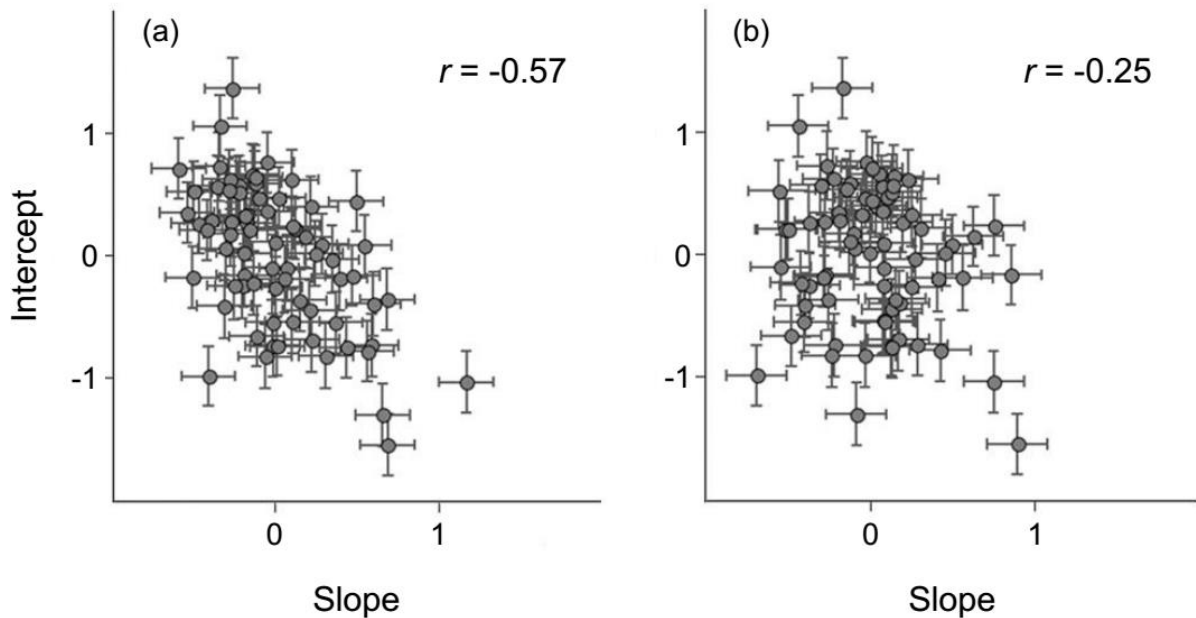 (a)
r = -0.57
1
0
-1
Intercept
0
1
Slope
(b)
r = -0.25
1
0
-1
0
1
Slope